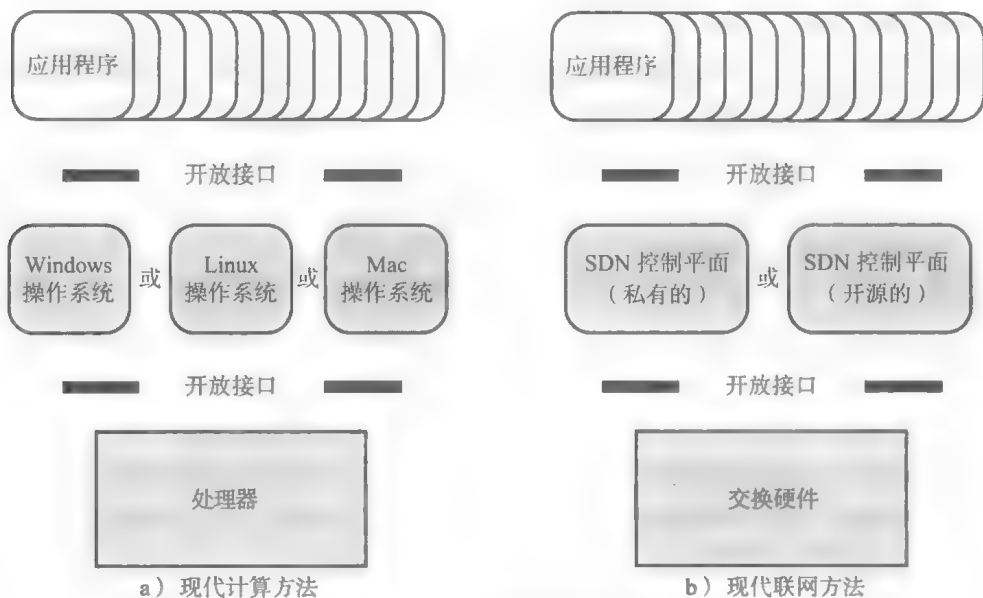 应用程序
开放接口
Windows
操作系统
或
Linux
操作系统
或
Mac
操作系统
开放接口
处理器
a）现代计算方法
应用程序
开放接口
SDN 控制平面
（私有的）
或
SDN 控制平面
（开源的）
开放接口
交换硬件
b）现代联网方法